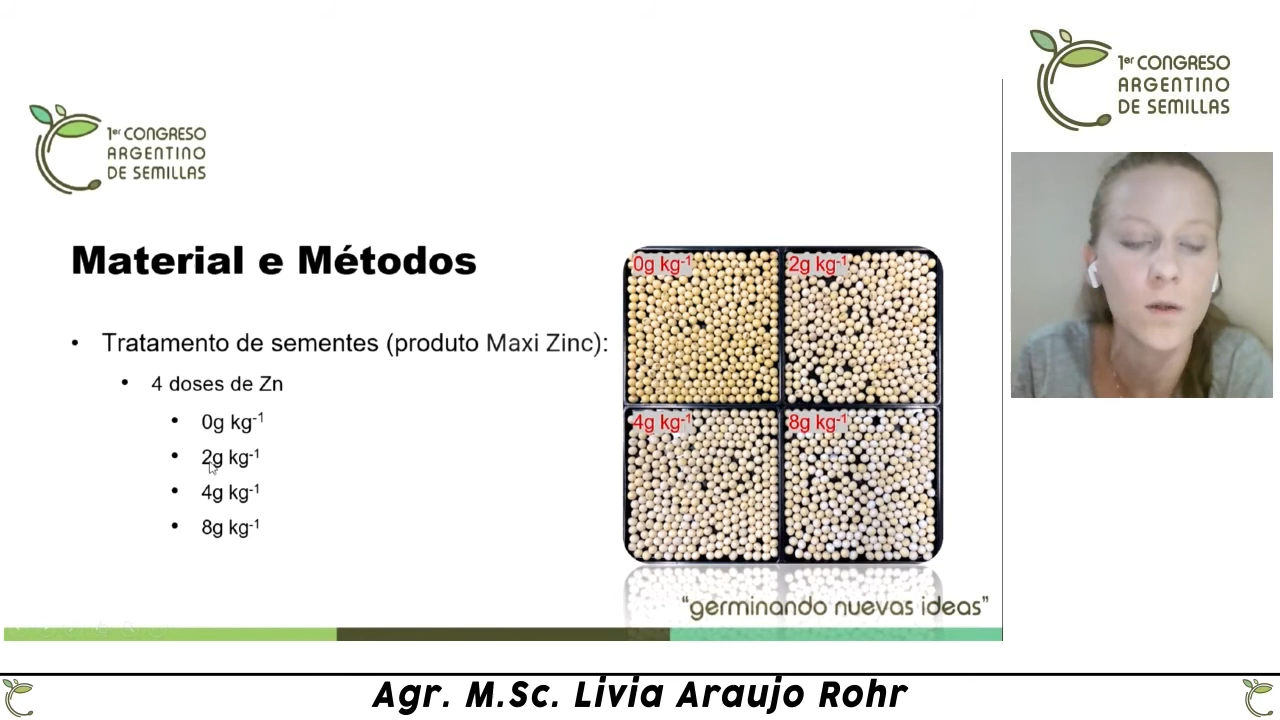 1er CONGRESO
ARGENTINO
DE SEMILLAS
1er CONGRESO
ARGENTINO
DE SEMILLAS
Material e Métodos
• Tratamento de sementes (produto Maxi Zinc):
• 4 doses de Zn
• 0g kg-1
• 2g kg-1
• 4g kg-1
• 8g kg-1
0g kg-1
2g kg-1
4g kg-1
8g kg-1
“germinando nuevas ideas”
Agr. M.Sc. Livia Araujo Rohr